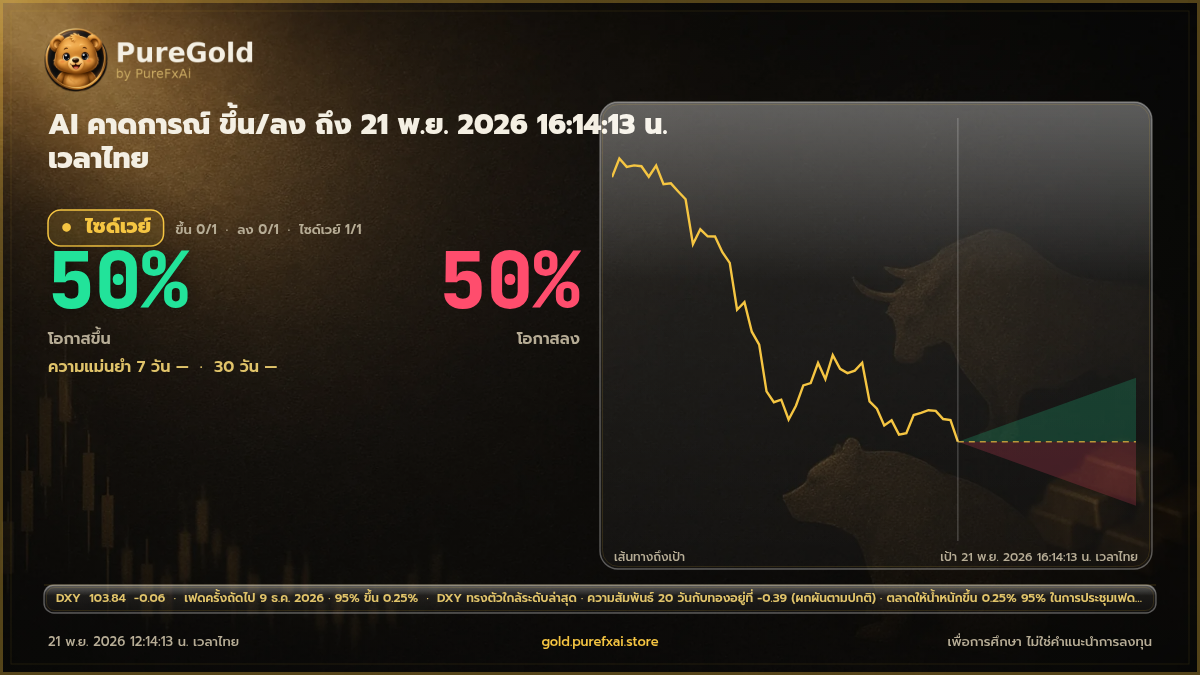 PureGold
by PureFxAi
AI คาดการณ์ ขึ้น/ลง ถึง 21 พ.ย. 2026 16:14:13 น.
เวลาไทย
ไซด์เวย์ ขึ้น 0/1 · ลง 0/1 · ไซด์เวย์ 1/1
50% 50%
โอกาสขึ้น โอกาสลง
ความแม่นยำ 7 วัน — · 30 วัน —
เส้นทางถึงเป้า เป้า 21 พ.ย. 2026 16:14:13 น. เวลาไทย
DXY 103.84 -0.06 · เฟดครั้งถัดไป 9 ธ.ค. 2026 · 95% ขึ้น 0.25% · DXY ทรงตัวใกล้ระดับล่าสุด · ความสัมพันธ์ 20 วันกับทองอยู่ที่ -0.39 (ผกผันตามปกติ) · ตลาดให้น้ำหนักขึ้น 0.25% 95% ในการประชุมเฟด...
21 พ.ย. 2026 12:14:13 น. เวลาไทย gold.purefxai.store เพื่อการศึกษา ไม่ใช่คำแนะนำการลงทุน